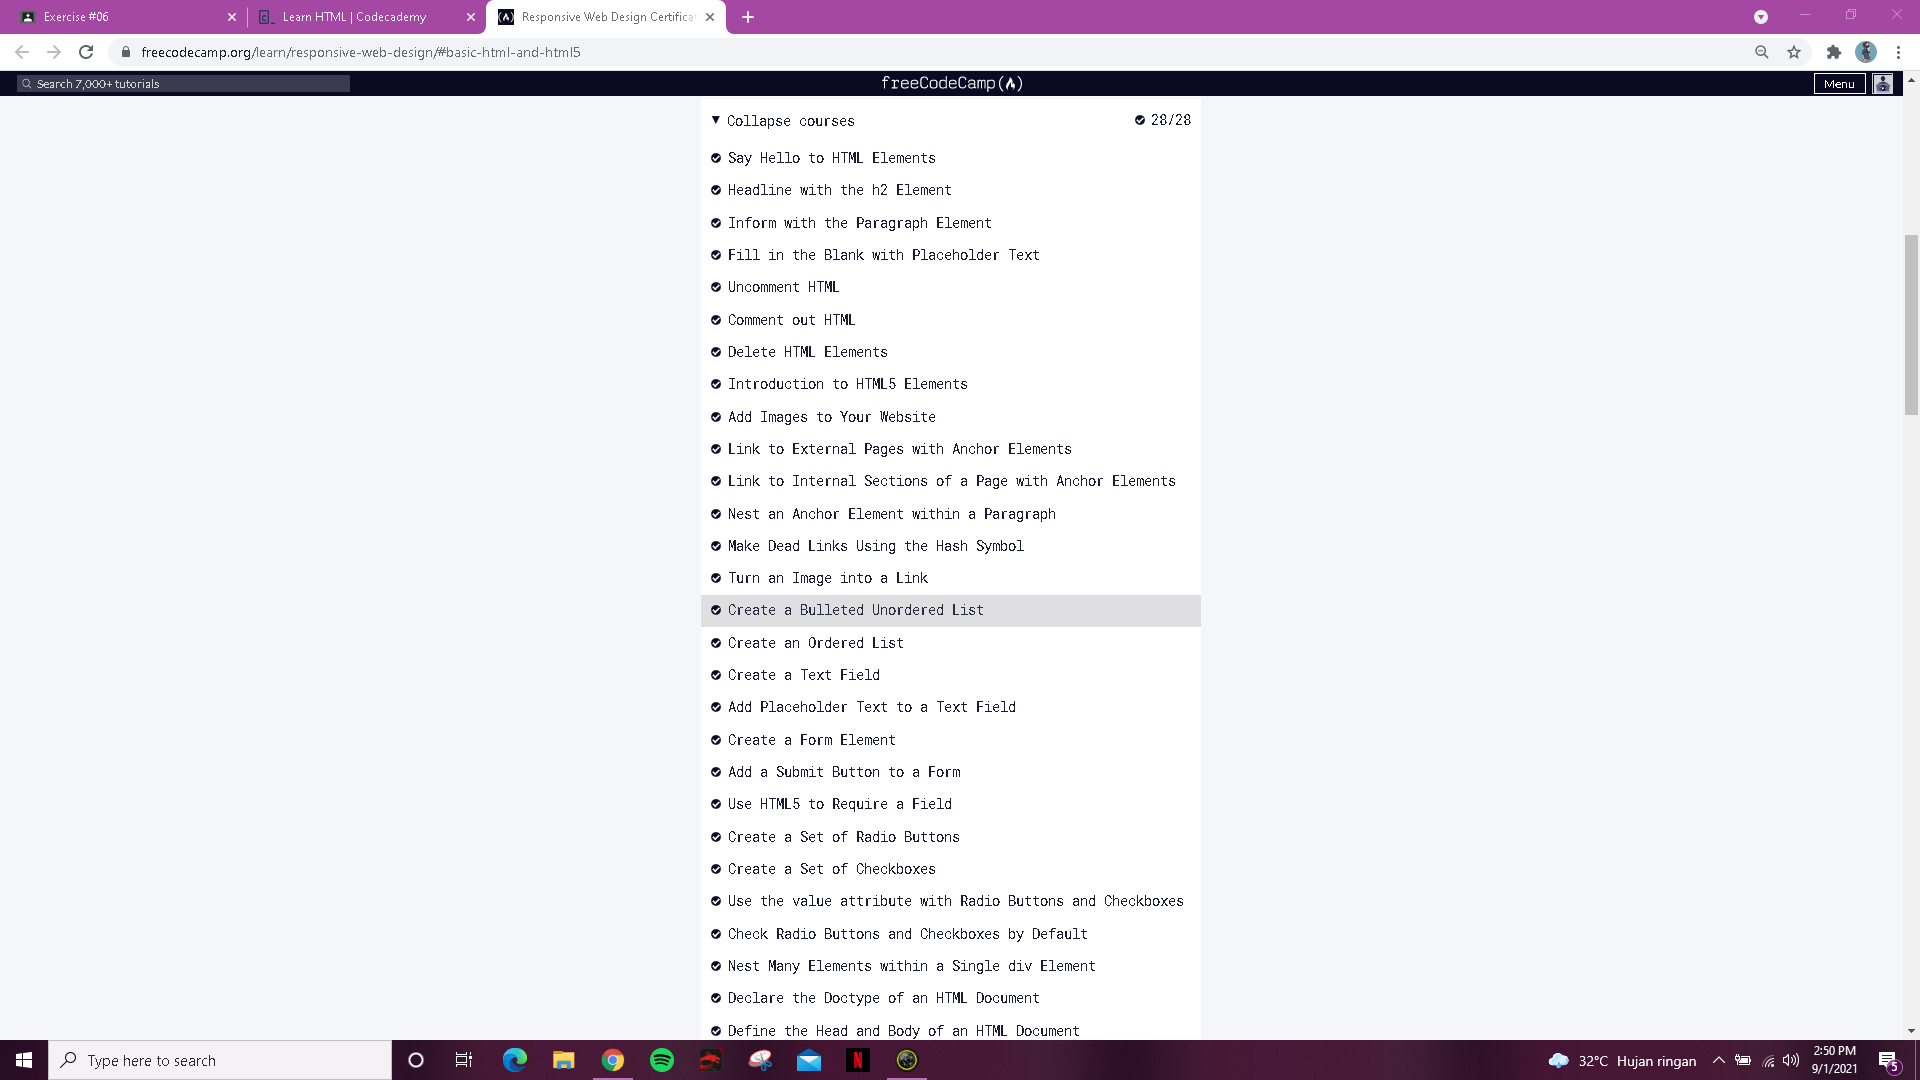 Exercise #06
Learn HTML | Codecademy
Responsive Web Design Certifica
freecodecamp.org/learn/responsive-web-design/#basic-html-and-html5
Search 7,000+ tutorials
freeCodeCamp
Menu
Collapse courses
28/28
Say Hello to HTML Elements
Headline with the h2 Element
Inform with the Paragraph Element
Fill in the Blank with Placeholder Text
Uncomment HTML
Comment out HTML
Delete HTML Elements
Introduction to HTML5 Elements
Add Images to Your Website
Link to External Pages with Anchor Elements
Link to Internal Sections of a Page with Anchor Elements
Nest an Anchor Element within a Paragraph
Make Dead Links Using the Hash Symbol
Turn an Image into a Link
Create a Bulleted Unordered List
Create an Ordered List
Create a Text Field
Add Placeholder Text to a Text Field
Create a Form Element
Add a Submit Button to a Form
Use HTML5 to Require a Field
Create a Set of Radio Buttons
Create a Set of Checkboxes
Use the value attribute with Radio Buttons and Checkboxes
Check Radio Buttons and Checkboxes by Default
Nest Many Elements within a Single div Element
Declare the Doctype of an HTML Document
Define the Head and Body of an HTML Document
Type here to search
N
32°C Hujan ringan
2:50 PM
9/1/2021
5